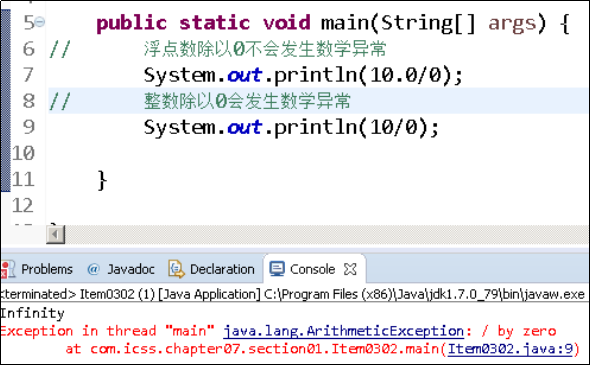 5 public static void main(String[] args) {
6 // 浮点数除以0不会发生数学异常
7 System.out.println(10.0/0);
8 // 整数除以0会发生数学异常
9 System.out.println(10/0);
10
11 }
12
Problems @ Javadoc Declaration Console
<terminated> Item0302 (1) [Java Application] C:\Program Files (x86)\Java\jdk1.7.0_79\bin\javaw.exe
Infinity
Exception in thread "main" java.lang.ArithmeticException: / by zero
at com.icss.chapter07.section01.Item0302.main(Item0302.java:9)